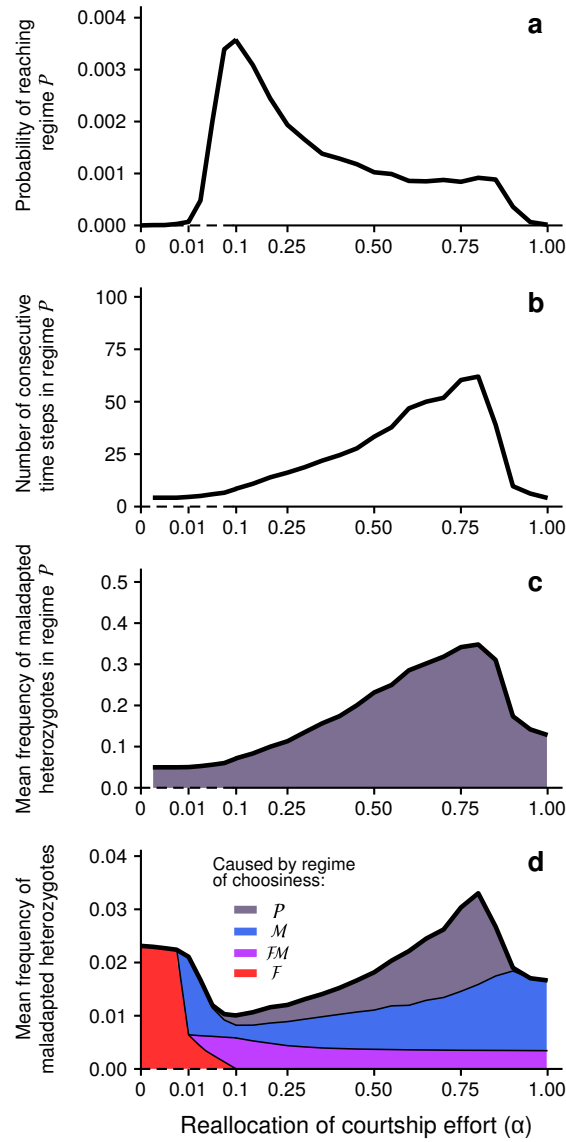 a
Probability of reaching
regime P
0.004
0.003
0.002
0.001
0.000
0 0.01 0.1 0.25 0.50 0.75 1.00
b
Number of consecutive
time steps in regime P
100
75
50
25
0
0 0.01 0.1 0.25 0.50 0.75 1.00
c
Mean frequency of maladapted
heterozygotes in regime P
0.5
0.4
0.3
0.2
0.1
0.0
0 0.01 0.1 0.25 0.50 0.75 1.00
d
Mean frequency of
maladapted heterozygotes
0.04
0.03
0.02
0.01
0.00
Caused by regime
of choosiness:
P
M
FM
F
0 0.01 0.1 0.25 0.50 0.75 1.00
Reallocation of courtship effort (α)